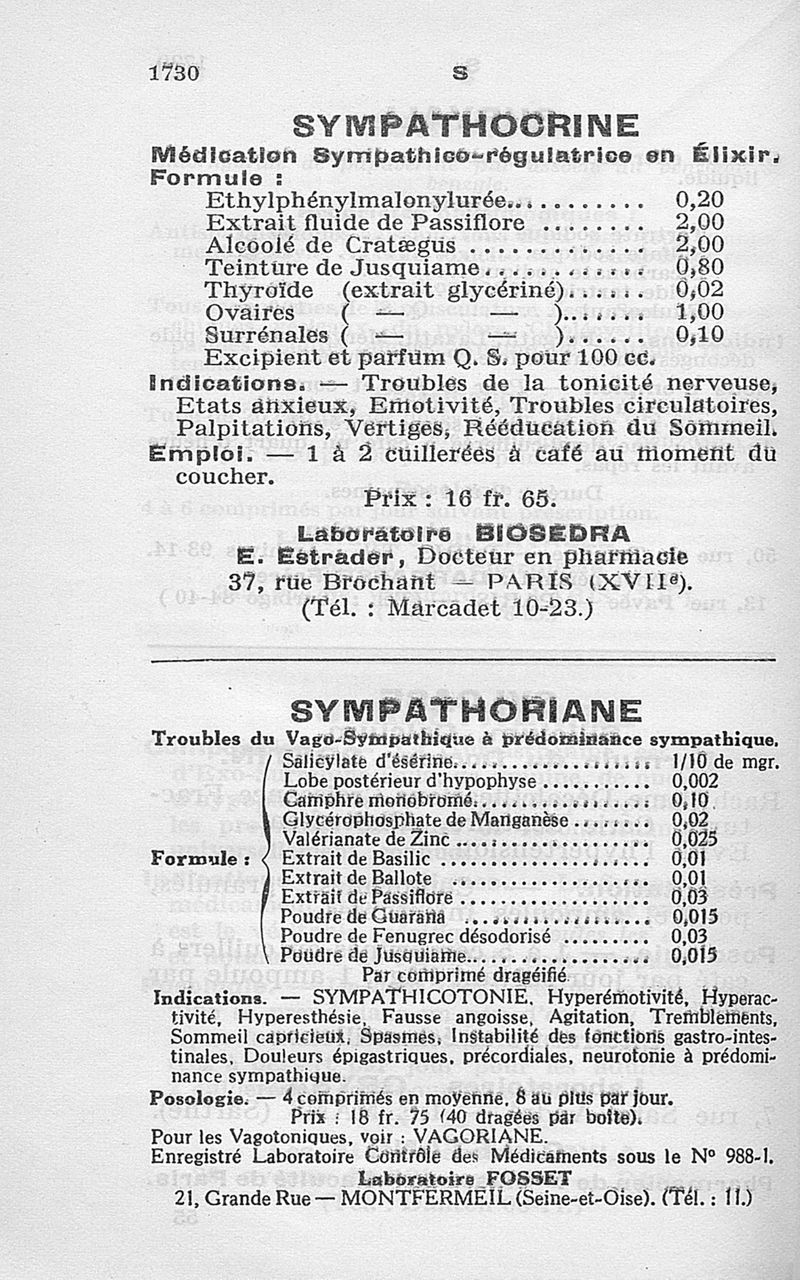 1730 S
SYMPATHOCRINE
Médication Sympathico-régulatrice en Élixir.
Formule :
Ethylphénylmalonylurée............ 0,20
Extrait fluide de Passiflore ......... 2,00
Alcoolé de Cratægus .............. 2,00
Teinture de Jusquiame............. 0,80
Thyroïde (extrait glycériné)...... 0,02
Ovaires ( — — )....... 1,00
Surrénales ( — — )...... 0,10
Excipient et parfum Q. S. pour 100 cc.
Indications. — Troubles de la tonicité nerveuse,
Etats anxieux, Emotivité, Troubles circulatoires,
Palpitations, Vertiges, Rééducation du Sommeil.
Emploi. — 1 à 2 cuillerées à café au moment du
coucher.
Prix : 16 fr. 65.
Laboratoire BIOSEDRA
E. Estrader, Docteur en pharmacie
37, rue Brochant — PARIS (XVIIe).
(Tél. : Marcadet 10-23.)
SYMPATHORIANE
Troubles du Vago-Sympathique à prédominance sympathique.
Salicylate d'ésérine.................... 1/10 de mgr.
Lobe postérieur d'hypophyse ........... 0,002
Camphre monobromé.................. 0,10
Glycérophosphate de Manganèse ........ 0,02
Valérianate de Zinc .................... 0,025
Formule : Extrait de Basilic ...................... 0,01
Extrait de Ballote ..................... 0,01
Extrait de Passiflore .................... 0,03
Poudre de Guarana ................... 0,015
Poudre de Fenugrec désodorisé ......... 0,03
Poudre de Jusquiame................... 0,015
Par comprimé dragéifié
Indications. — SYMPATHICOTONIE, Hyperémotivité, Hyperac-
tivité, Hyperesthésie, Fausse angoisse, Agitation, Tremblements,
Sommeil capricieux, Spasmes, Instabilité des fonctions gastro-intes-
tinales, Douleurs épigastriques, précordiales, neurotonie à prédomi-
nance sympathique.
Posologie. — 4 comprimés en moyenne, 8 au plus par jour.
Prix : 18 fr. 75 (40 dragées par boîte).
Pour les Vagotoniques, voir : VAGORIANE.
Enregistré Laboratoire Contrôle des Médicaments sous le N° 988-1.
Laboratoire FOSSET
21, Grande Rue — MONTFERMEIL (Seine-et-Oise). (Tél. : 11.)